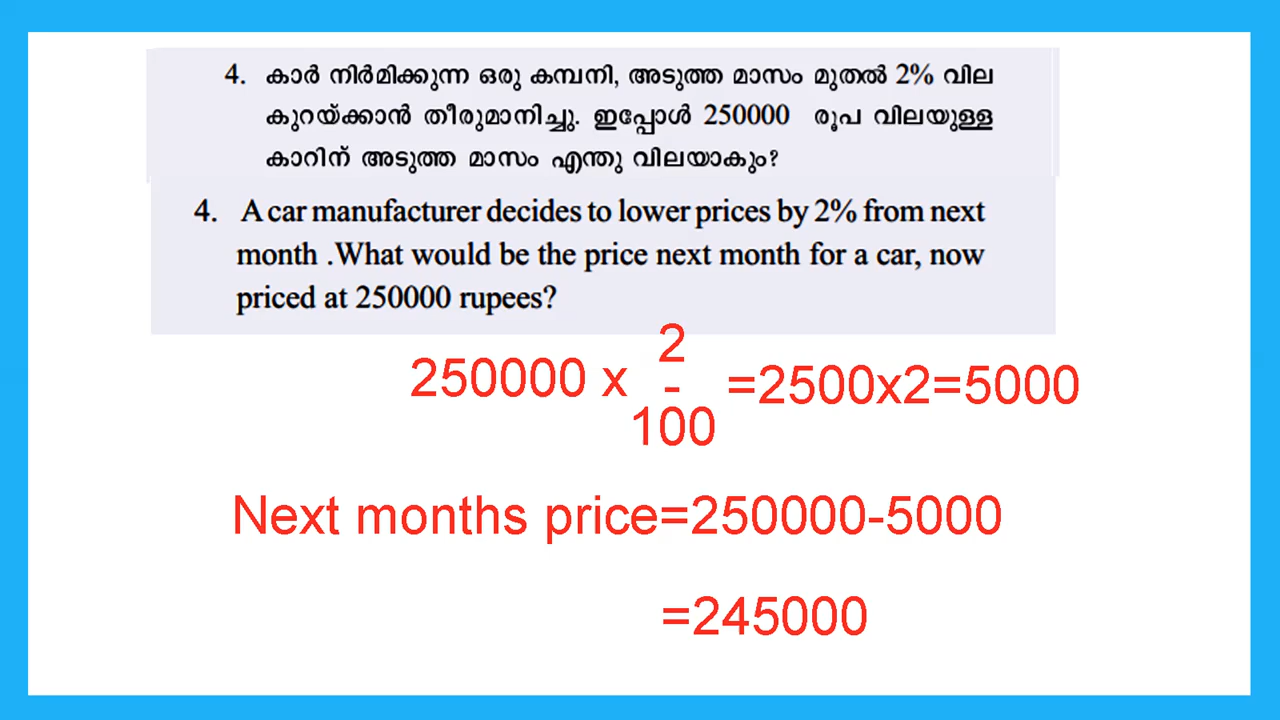 4. കാർ നിർമിക്കുന്ന ഒരു കമ്പനി, അടുത്ത മാസം മുതൽ 2% വില
കുറയ്ക്കാൻ തീരുമാനിച്ചു. ഇപ്പോൾ 250000 രൂപ വിലയുള്ള
കാറിന് അടുത്ത മാസം എന്തു വിലയാകും?
4. A car manufacturer decides to lower prices by 2% from next
month .What would be the price next month for a car, now
priced at 250000 rupees?
2
250000 x - =2500x2=5000
100
Next months price=250000-5000
=245000